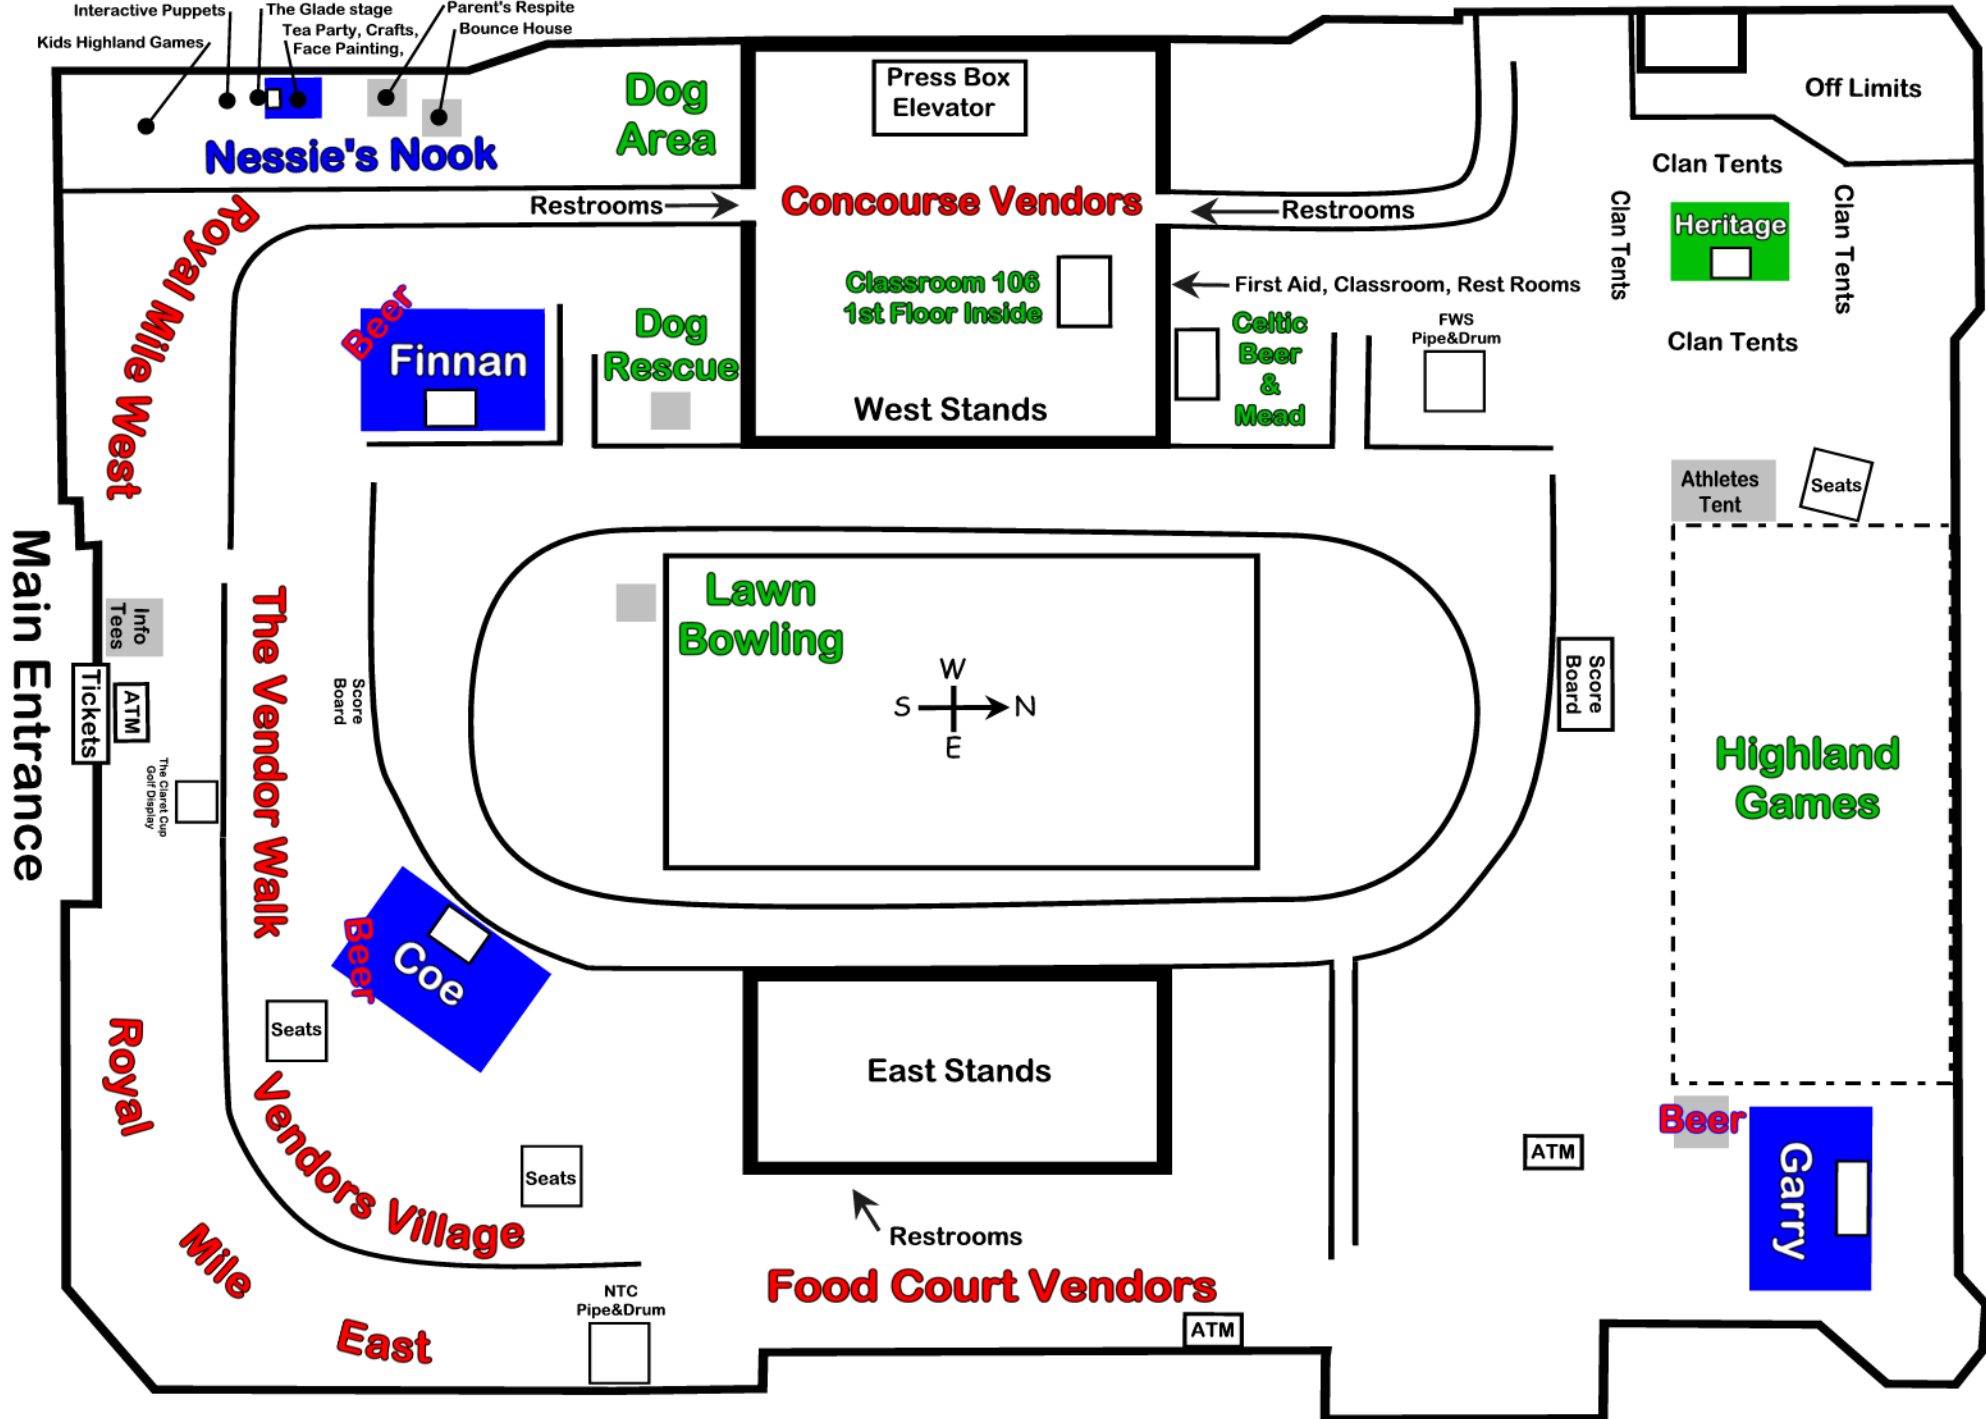 Interactive Puppets
The Glade stage
Parent's Respite
Kids Highland Games
Tea Party, Crafts,
Face Painting,
Bounce House
Nessie's Nook
Dog
Area
Press Box
Elevator
Off Limits
Clan Tents
Clan Tents
Heritage
Clan Tents
Clan Tents
Restrooms
Concourse Vendors
Restrooms
Royal Mile West
Beer
Finnan
Dog
Rescue
Classroom 106
1st Floor Inside
First Aid, Classroom, Rest Rooms
Celtic
Beer
&
Mead
FWS
Pipe&Drum
West Stands
Athletes
Tent
Seats
Main Entrance
Info
Tees
Tickets
ATM
The Claret Cup
Golf Display
The Vendor Walk
Score
Board
Lawn
Bowling
W
S
N
E
Score
Board
Highland
Games
Beer
Coe
Seats
East Stands
Royal
Mile
East
Vendors Village
Seats
Restrooms
NTC
Pipe&Drum
Food Court Vendors
ATM
ATM
Beer
Garry